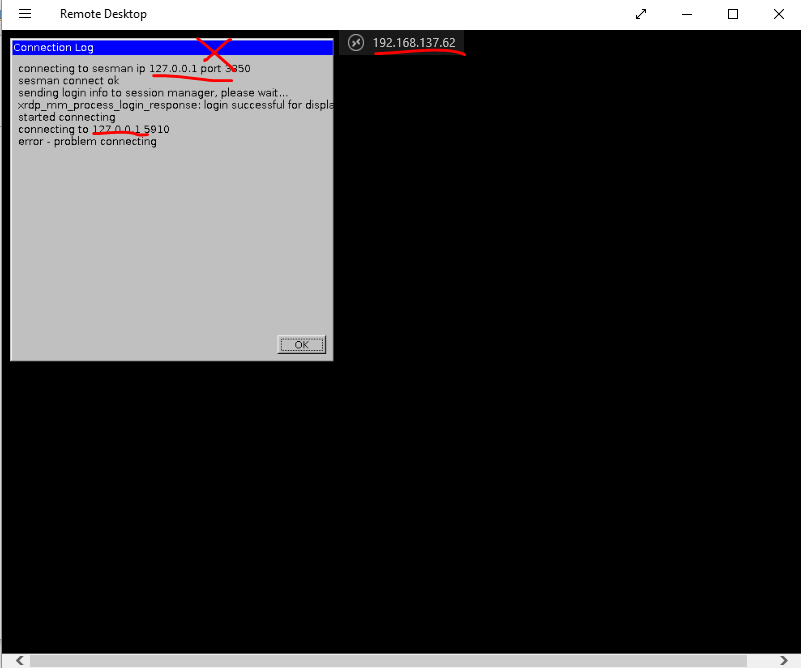 Remote Desktop
Connection Log
192.168.137.62
connecting to sesman ip 127.0.0.1 port 3350
sesman connect ok
sending login info to session manager, please wait...
xrdp_mm_process_login_response: login successful for displa
started connecting
connecting to 127.0.0.1 5910
error - problem connecting
OK